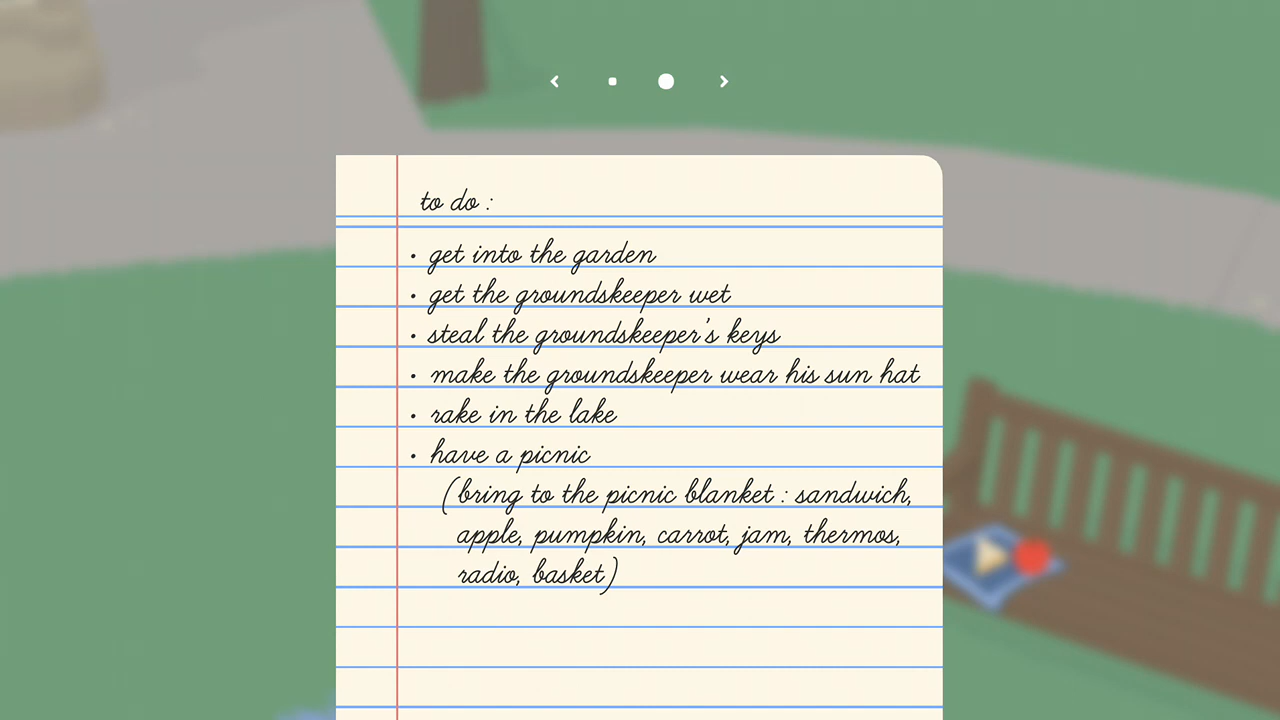 to do :
• get into the garden
• get the groundskeeper wet
• steal the groundskeeper's keys
• make the groundskeeper wear his sun hat
• rake in the lake
• have a picnic
(bring to the picnic blanket : sandwich,
apple, pumpkin, carrot, jam, thermos,
radio, basket)